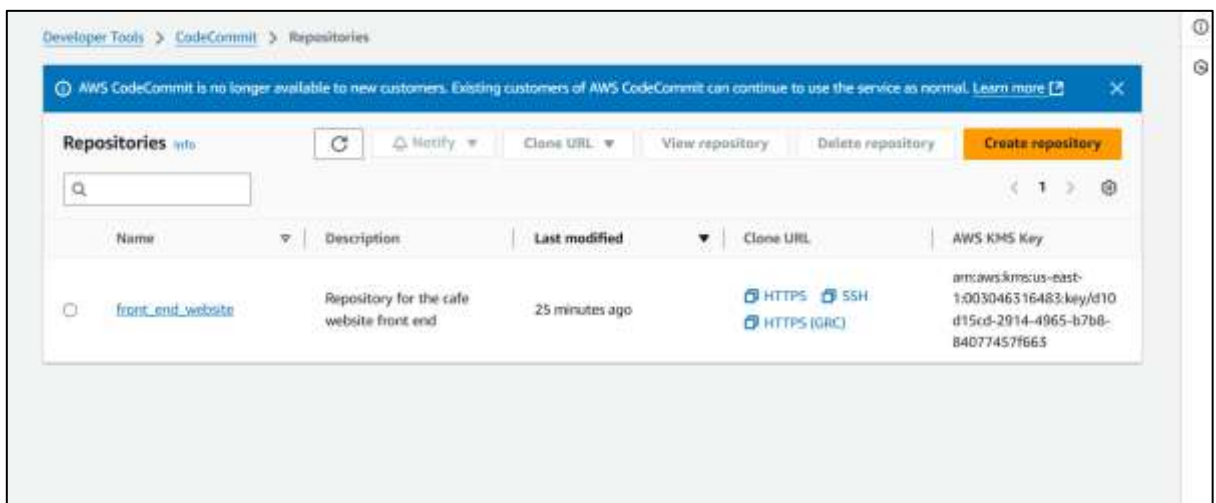 Developer Tools > CodeCommit > Repositories
AWS CodeCommit is no longer available to new customers. Existing customers of AWS CodeCommit can continue to use the service as normal. Learn more
Repositories Info
Notify
Clone URL
View repository
Delete repository
Create repository
< 1 >
Name
Description
Last modified
Clone URL
AWS KMS Key
front_end_website
Repository for the cafe
website front end
25 minutes ago
HTTPS SSH
HTTPS (GRC)
arn:aws:kms:us-east-
1:003046316483:key/d10
d15cd-2914-4965-b7b8-
84077457f663